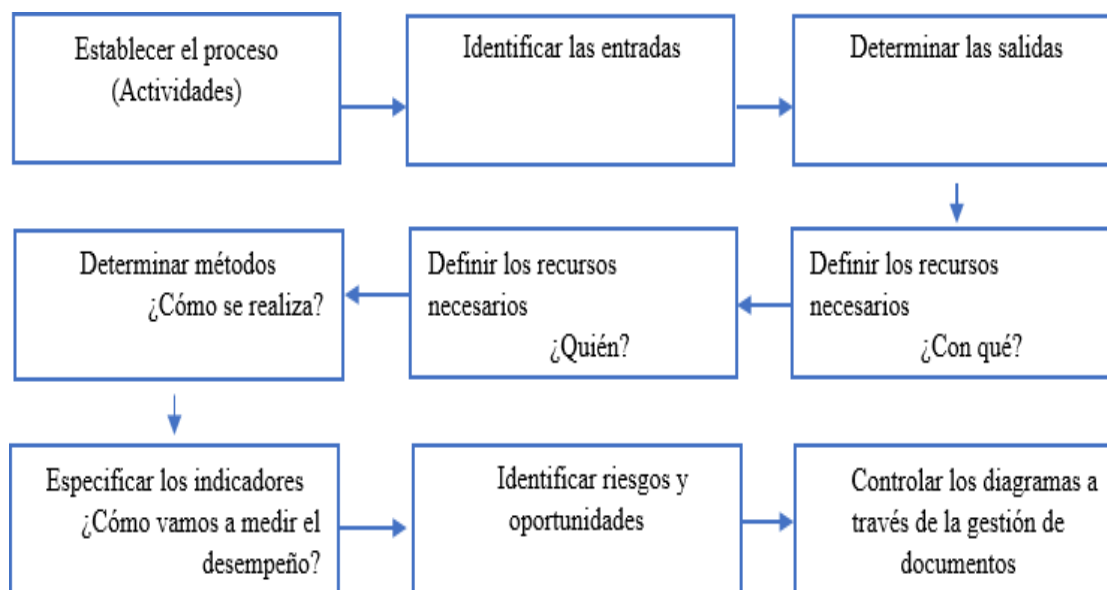 Establecer el proceso
(Actividades)
Identificar las entradas
Determinar las salidas
Definir los recursos
necesarios
¿Con qué?
Definir los recursos
necesarios
¿Quién?
Determinar métodos
¿Cómo se realiza?
Especificar los indicadores
¿Cómo vamos a medir el
desempeño?
Identificar riesgos y
oportunidades
Controlar los diagramas a
través de la gestión de
documentos